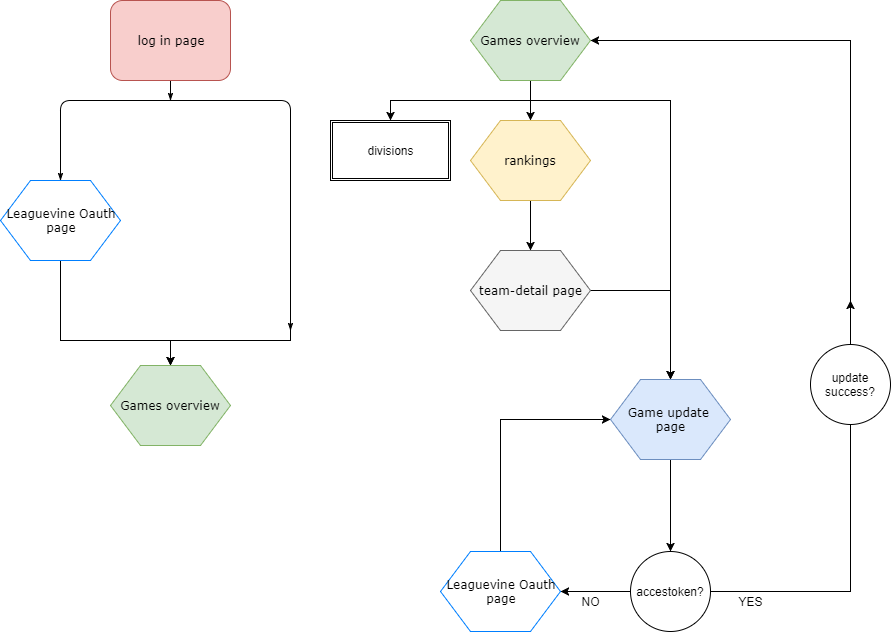 log in page
Leaguevine Oauth
page
Games overview
Games overview
divisions
rankings
team-detail page
Game update
page
update
success?
Leaguevine Oauth
page
NO
accestoken?
YES